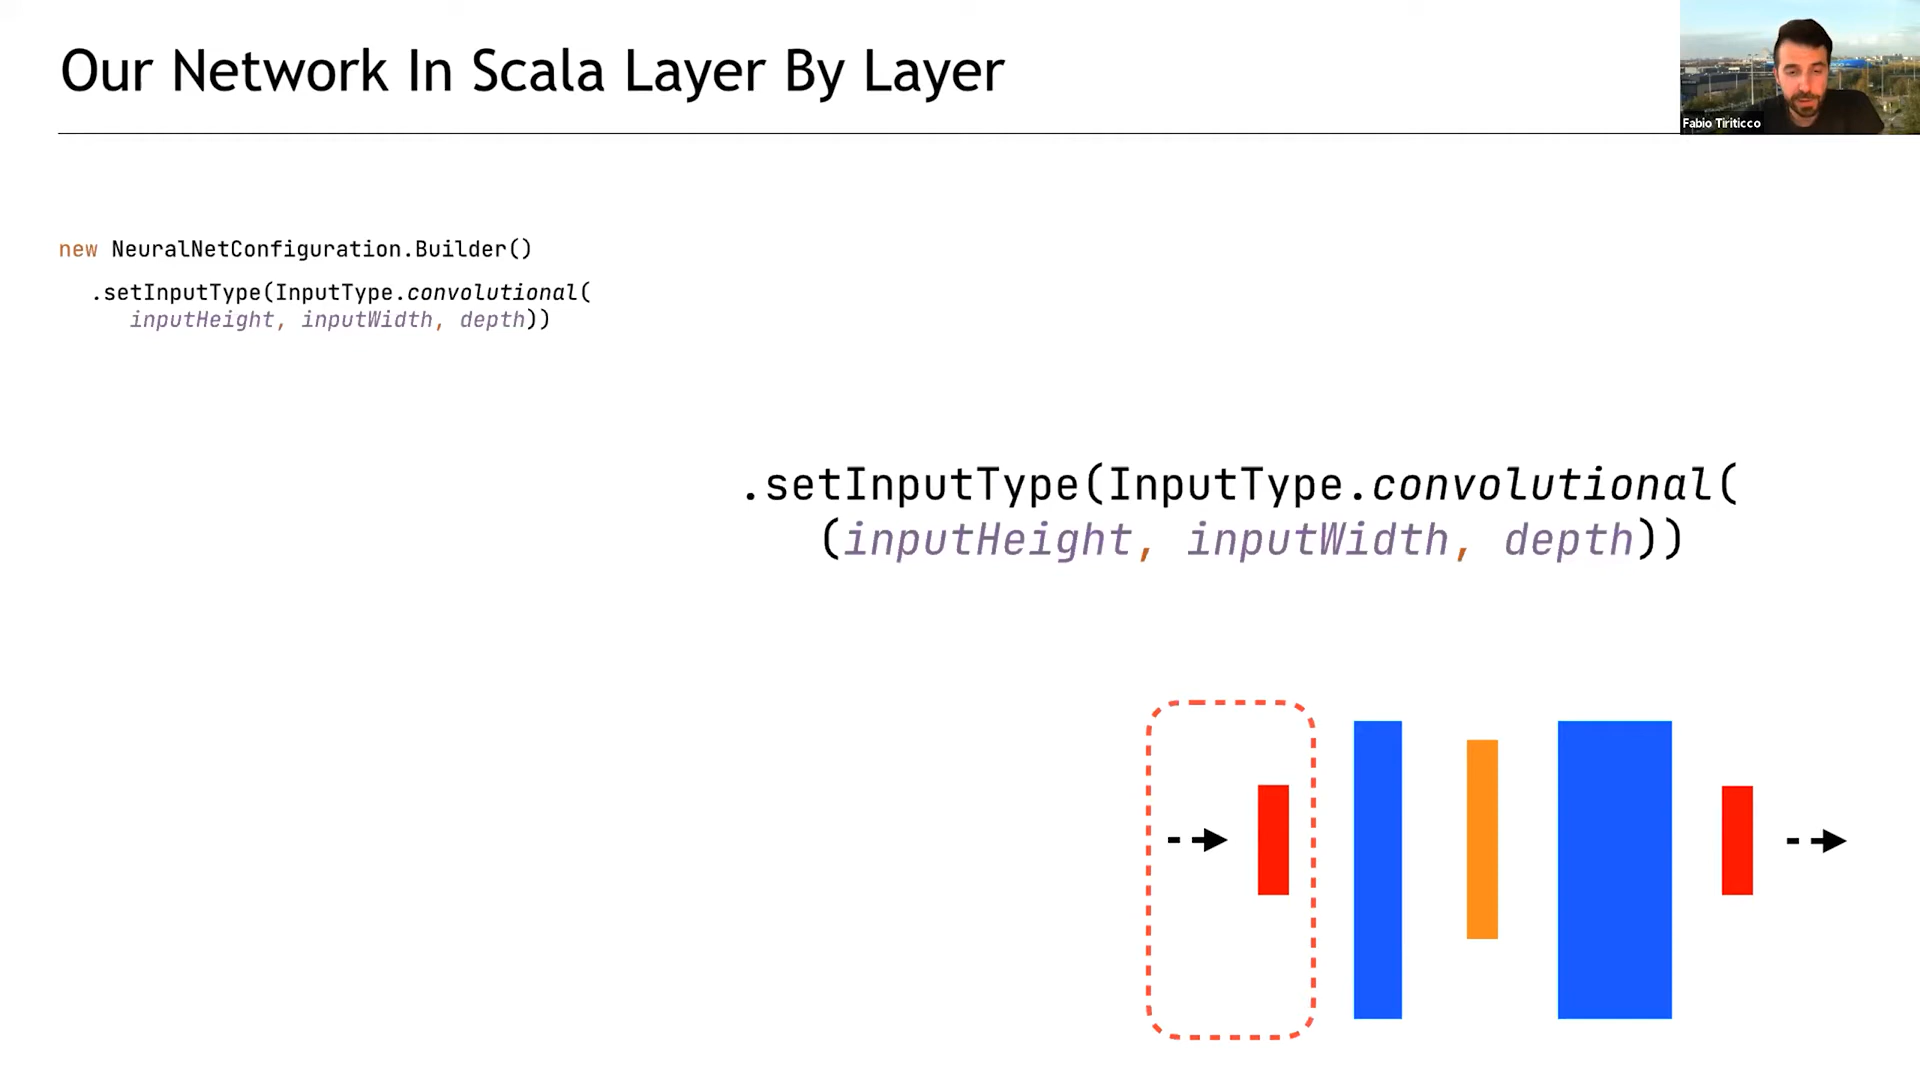 Our Network In Scala Layer By Layer
Fabio Tiriticco
new NeuralNetConfiguration.Builder()
.setInputType(InputType.convolutional(
inputHeight, inputWidth, depth))
.setInputType(InputType.convolutional(
(inputHeight, inputWidth, depth))